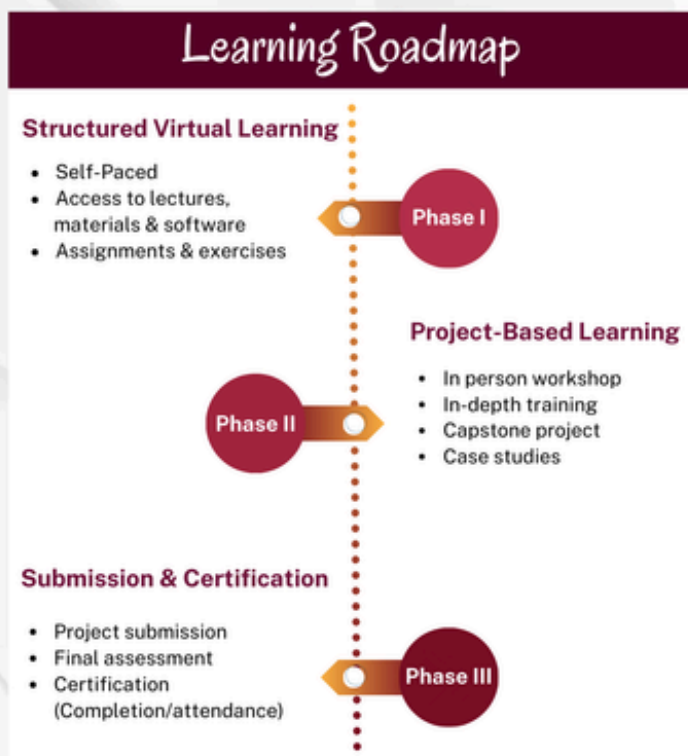 Learning Roadmap
Structured Virtual Learning
• Self-Paced
• Access to lectures,
materials & software
• Assignments & exercises
Phase I
Project-Based Learning
• In person workshop
• In-depth training
• Capstone project
• Case studies
Phase II
Submission & Certification
• Project submission
• Final assessment
• Certification
(Completion/attendance)
Phase III